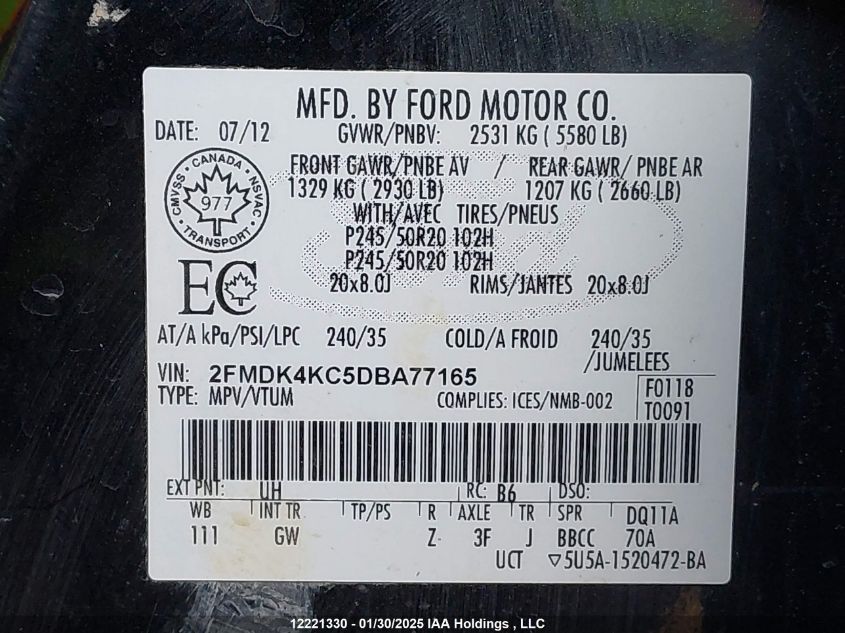 MFD. BY FORD MOTOR CO.
DATE: 07/12 GVWR/PNBV: 2531 KG ( 5580 LB)
FRONT GAWR/PNBE AV / REAR GAWR/ PNBE AR
1329 KG ( 2930 LB) 1207 KG ( 2660 LB)
WITH/AVEC TIRES/PNEUS
P245/50R20 102H
P245/50R20 102H
20x8.0J RIMS/JANTES 20x8.0J
CMVSS • CANADA • NSVAC • TRANSPORT •
977
EC
AT/A kPa/PSI/LPC 240/35 COLD/A FROID 240/35
/JUMELEES
VIN: 2FMDK4KC5DBA77165
TYPE: MPV/VTUM COMPLIES: ICES/NMB-002
F0118
T0091
EXT PNT: UH RC: B6 DSO:
WB INT TR TP/PS R AXLE TR SPR DQ11A
111 GW Z 3F J BBCC 70A
UCT ▽5U5A-1520472-BA
12221330 - 01/30/2025 IAA Holdings , LLC